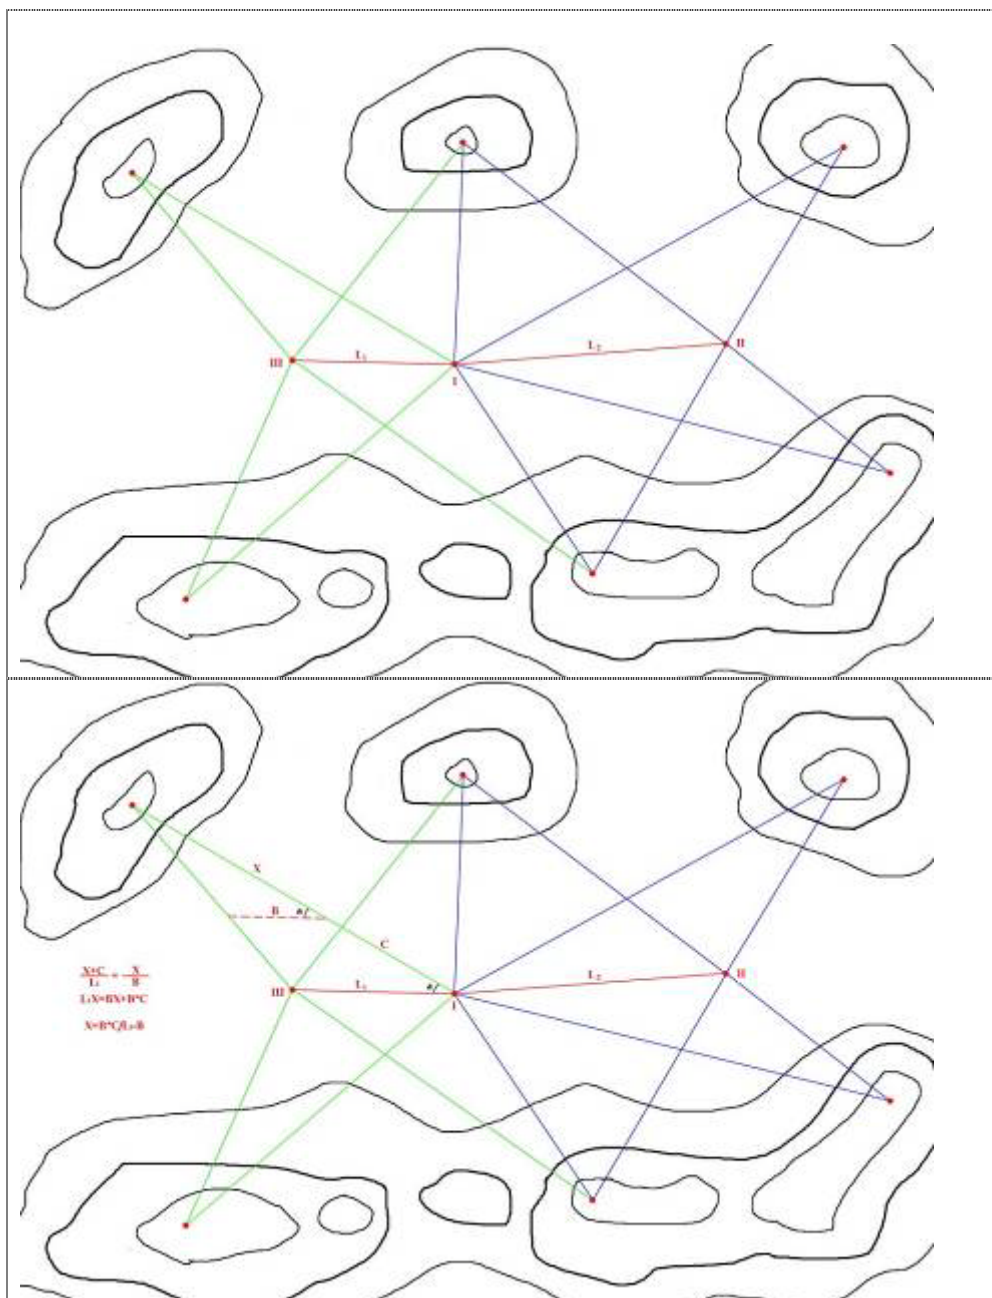 L₁
L₂
II
III
I
X
B
C
X+C / L₁ = X / B
L₁X=BX+B*C
X=B*C/L₁-B
III
L₁
I
L₂
II